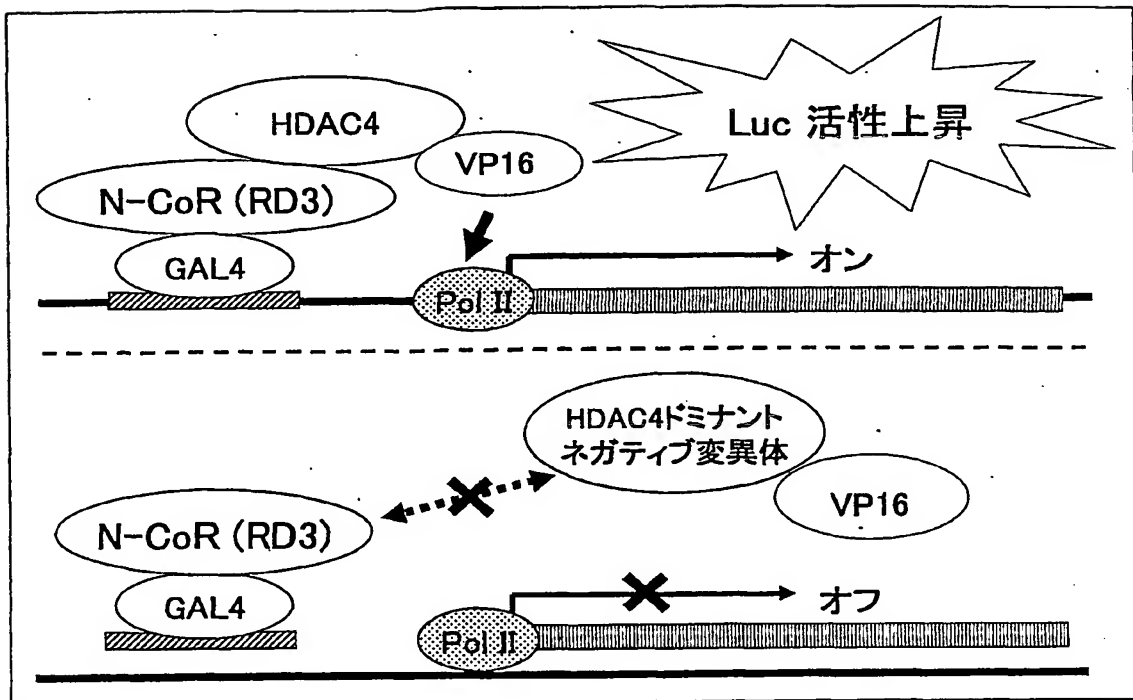 HDAC4
VP16
Luc 活性上昇
N-CoR (RD3)
GAL4
Pol II
オン
HDAC4ドミナント
ネガティブ変異体
VP16
N-CoR (RD3)
GAL4
Pol II
オフ